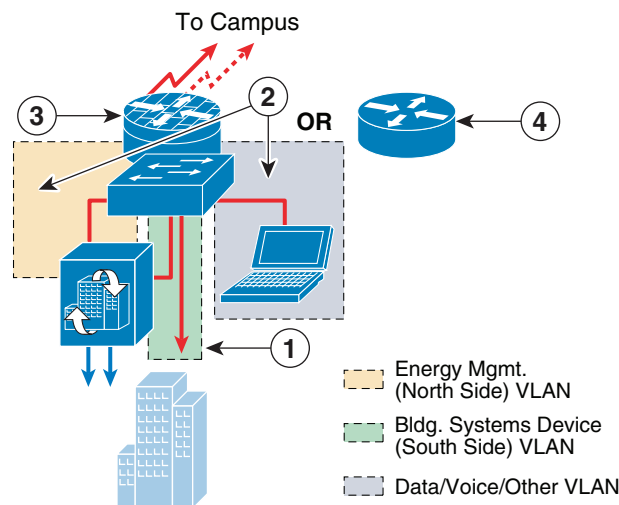 To Campus
3
2
OR
4
1
Energy Mgmt.
(North Side) VLAN
Bldg. Systems Device
(South Side) VLAN
Data/Voice/Other VLAN